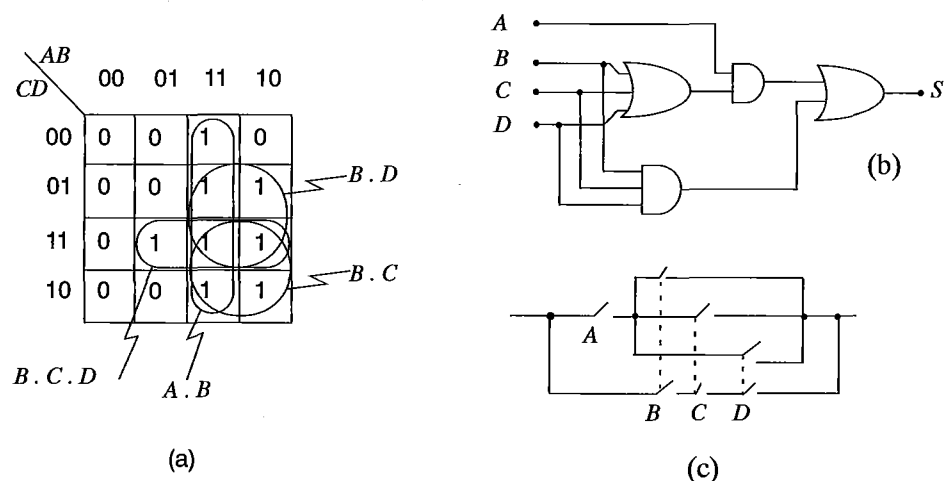 AB
CD
00 01 11 10
00 0 0 1 0
01 0 0 1 1
11 0 1 1 1
10 0 0 1 1
B . D
B . C
B . C . D
A . B
(a)
A
B
C
D
S
(b)
A
B C D
(c)